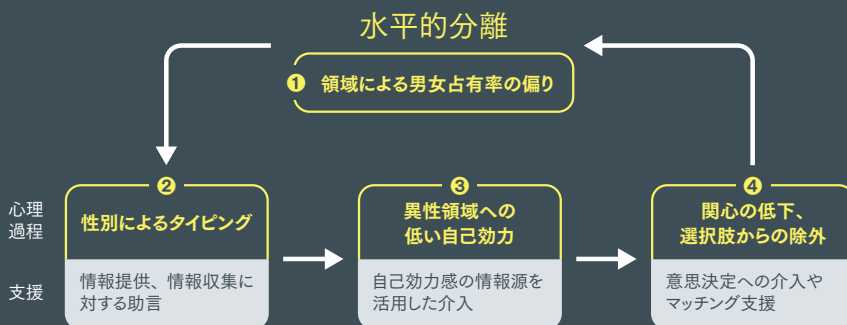 水平的分離
❶ 領域による男女占有率の偏り
心理
過程
❷
性別によるタイピング
❸
異性領域への
低い自己効力
❹
関心の低下、
選択肢からの除外
支援
情報提供、情報収集に
対する助言
自己効力感の情報源を
活用した介入
意思決定への介入や
マッチング支援